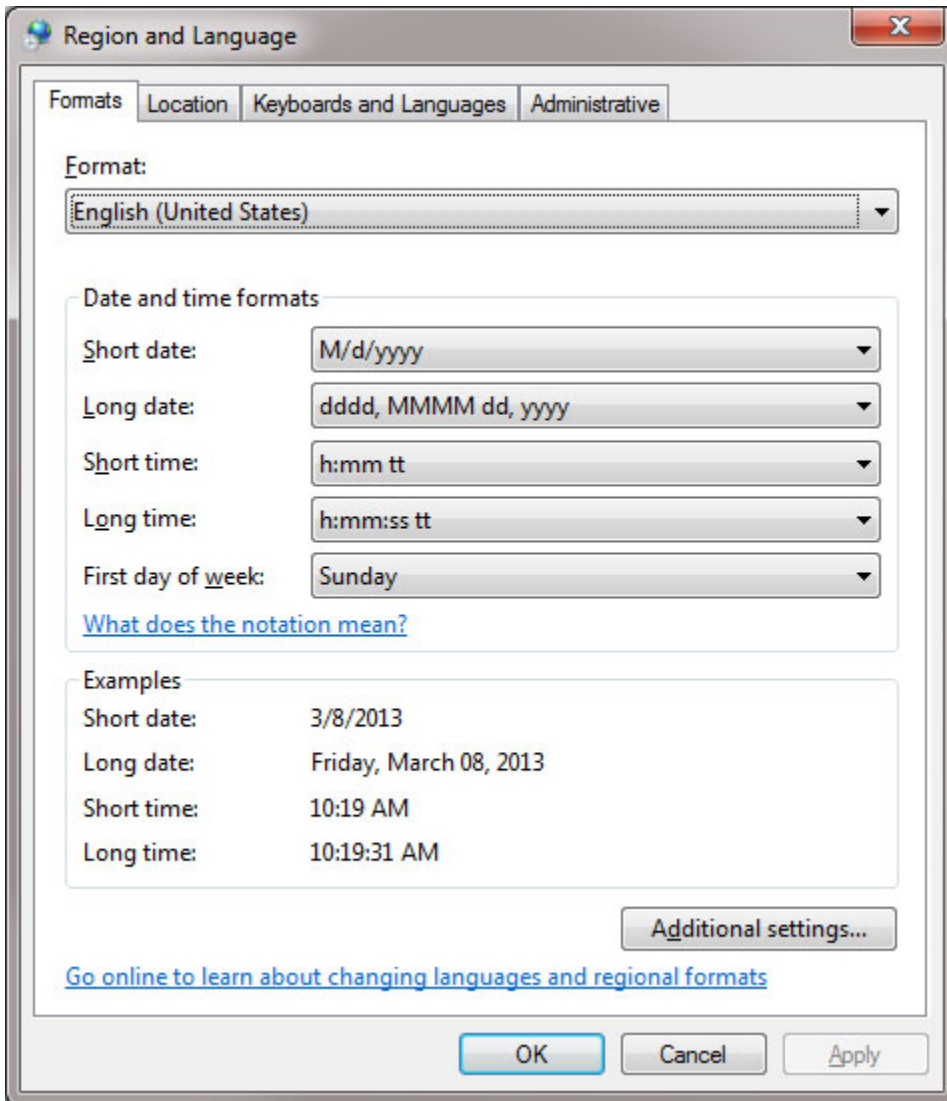 Region and Language
Formats Location Keyboards and Languages Administrative
Format:
English (United States)
Date and time formats
Short date: M/d/yyyy
Long date: dddd, MMMM dd, yyyy
Short time: h:mm tt
Long time: h:mm:ss tt
First day of week: Sunday
What does the notation mean?
Examples
Short date: 3/8/2013
Long date: Friday, March 08, 2013
Short time: 10:19 AM
Long time: 10:19:31 AM
Additional settings...
Go online to learn about changing languages and regional formats
OK Cancel Apply